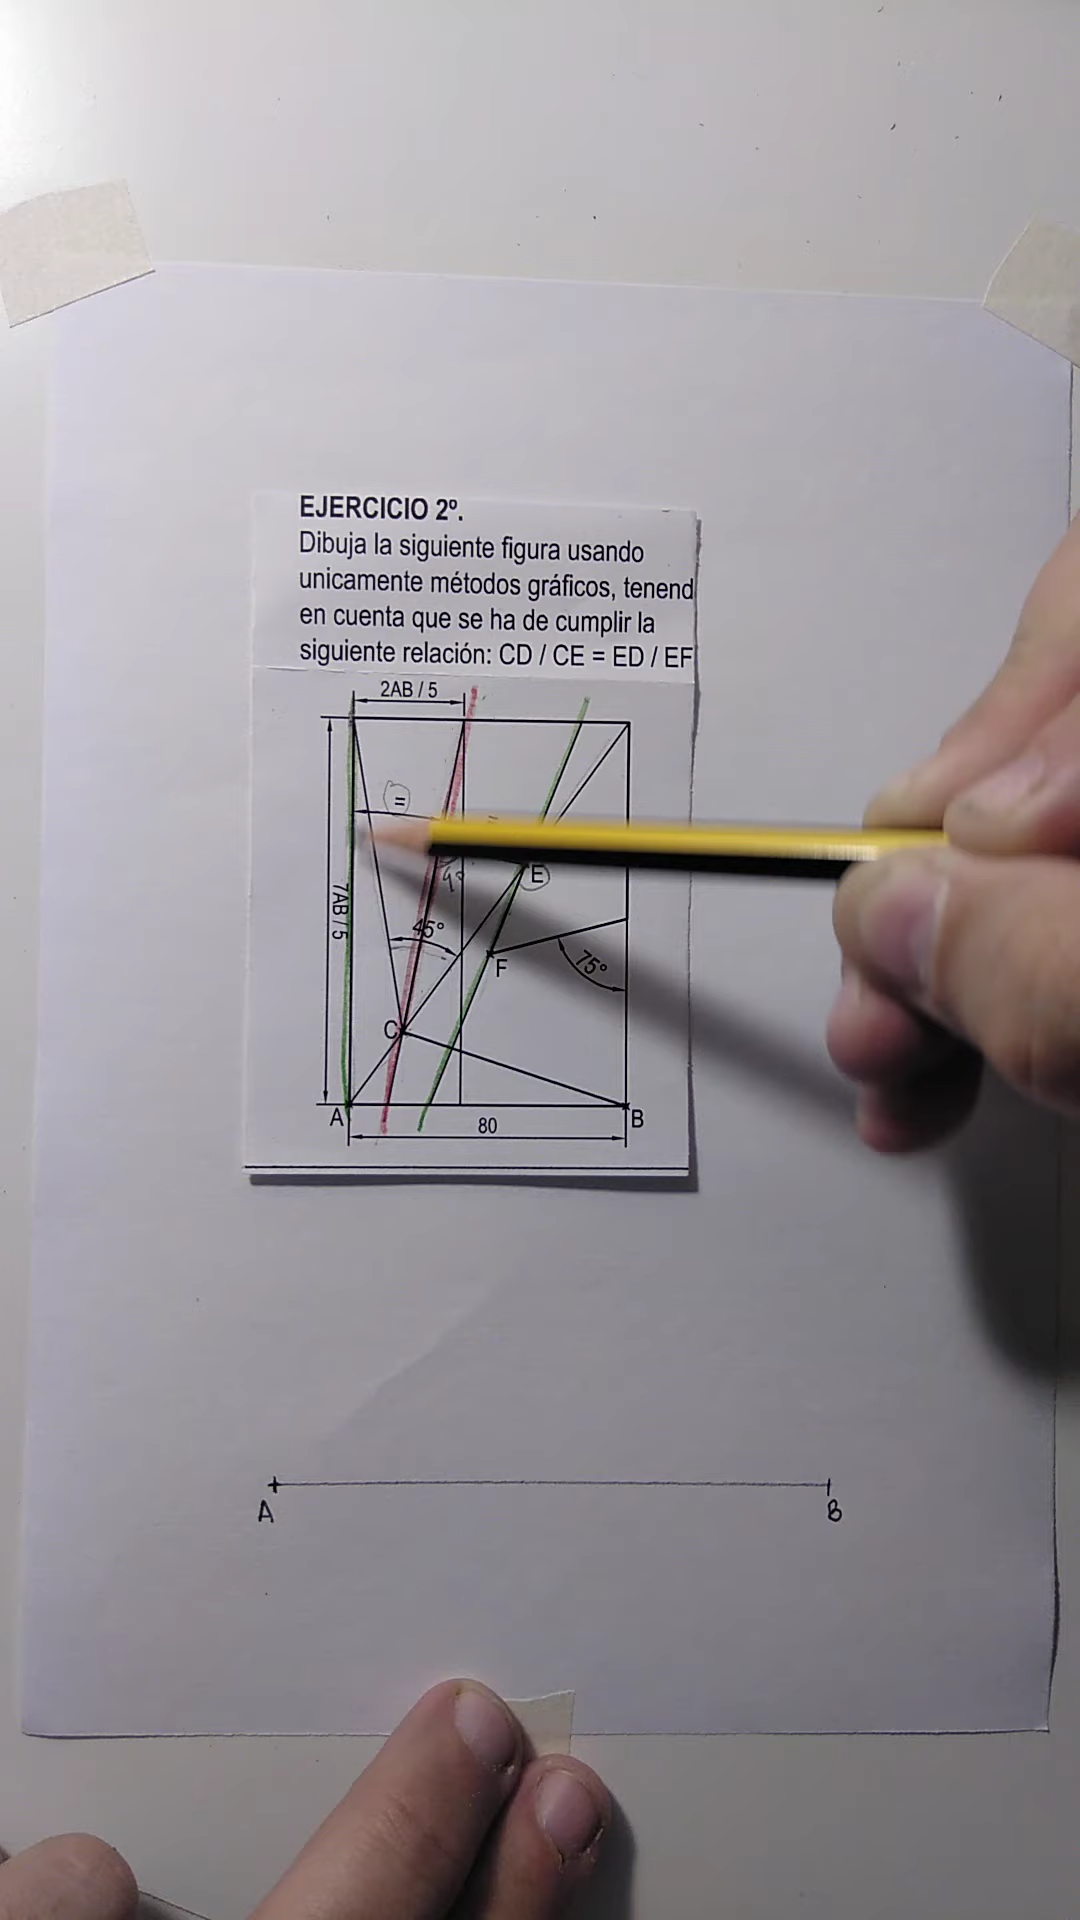 EJERCICIO 2º.
Dibuja la siguiente figura usando
unicamente métodos gráficos, tenend
en cuenta que se ha de cumplir la
siguiente relación: CD / CE = ED / EF
2AB / 5
=
7AB / 5
E
45°
F
75°
C
A
B
80
A
B